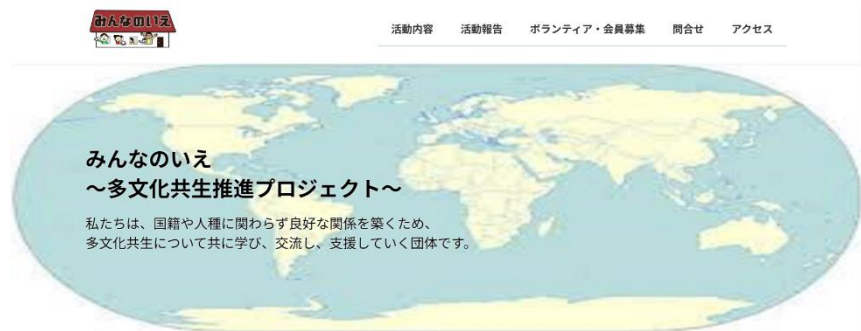 みんなのいえ
活動内容
活動報告
ボランティア・会員募集
問合せ
アクセス
みんなのいえ
～多文化共生推進プロジェクト～
私たちは、国籍や人種に関わらず良好な関係を築くため、
多文化共生について共に学び、交流し、支援していく団体です。